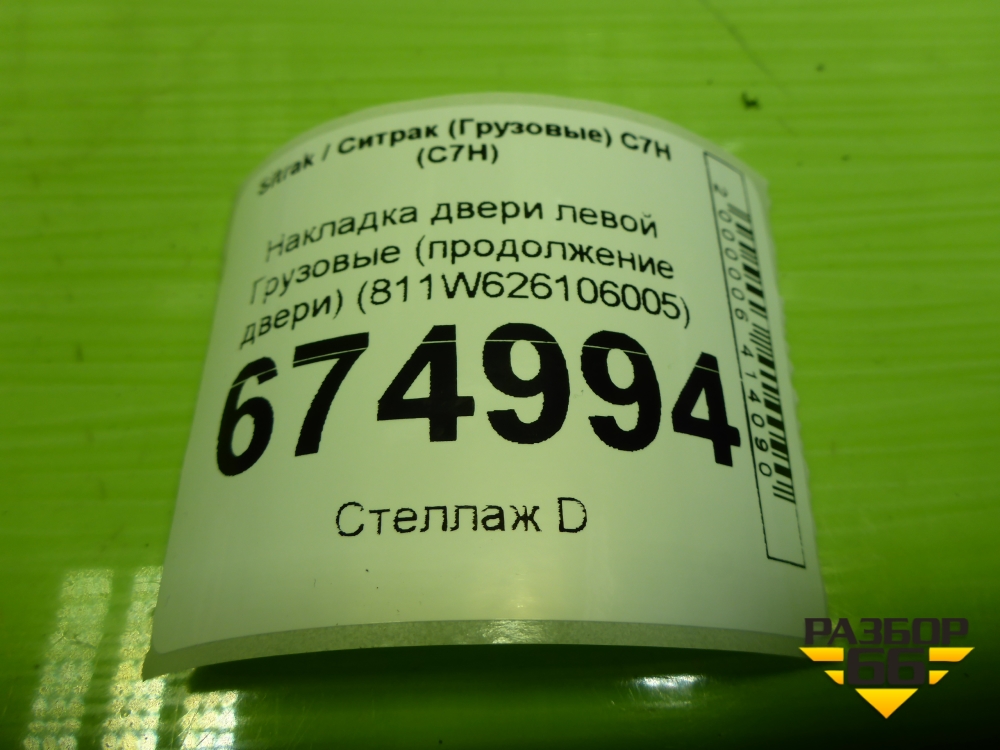 Sitrak / Ситрак (Грузовые) C7H
(C7H)
Накладка двери левой
Грузовые (продолжение
двери) (811W626106005)
674994
Стеллаж D
2000006414090
РАЗБОР
66